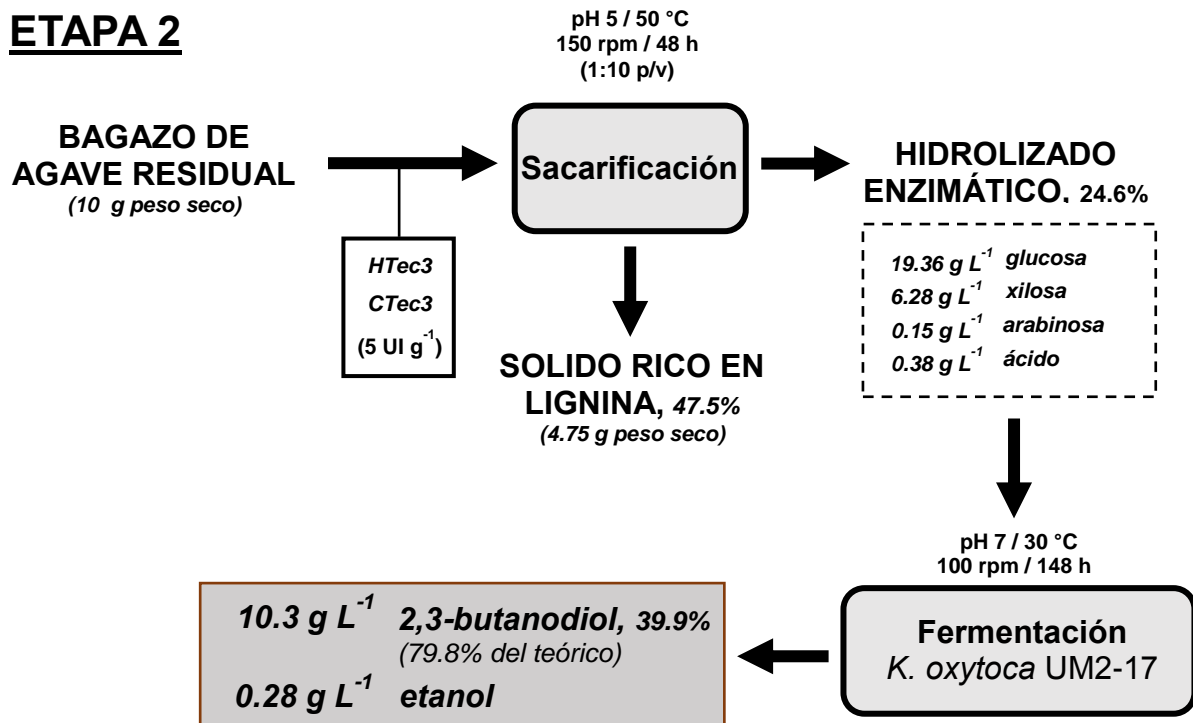 ETAPA 2
pH 5 / 50 °C
150 rpm / 48 h
(1:10 p/v)
BAGAZO DE
AGAVE RESIDUAL
(10 g peso seco)
HTec3
CTec3
(5 UI g⁻¹)
Sacarificación
SOLIDO RICO EN
LIGNINA, 47.5%
(4.75 g peso seco)
HIDROLIZADO
ENZIMÁTICO, 24.6%
19.36 g L⁻¹ glucosa
6.28 g L⁻¹ xilosa
0.15 g L⁻¹ arabinosa
0.38 g L⁻¹ ácido
pH 7 / 30 °C
100 rpm / 148 h
Fermentación
K. oxytoca UM2-17
10.3 g L⁻¹ 2,3-butanodiol, 39.9%
(79.8% del teórico)
0.28 g L⁻¹ etanol